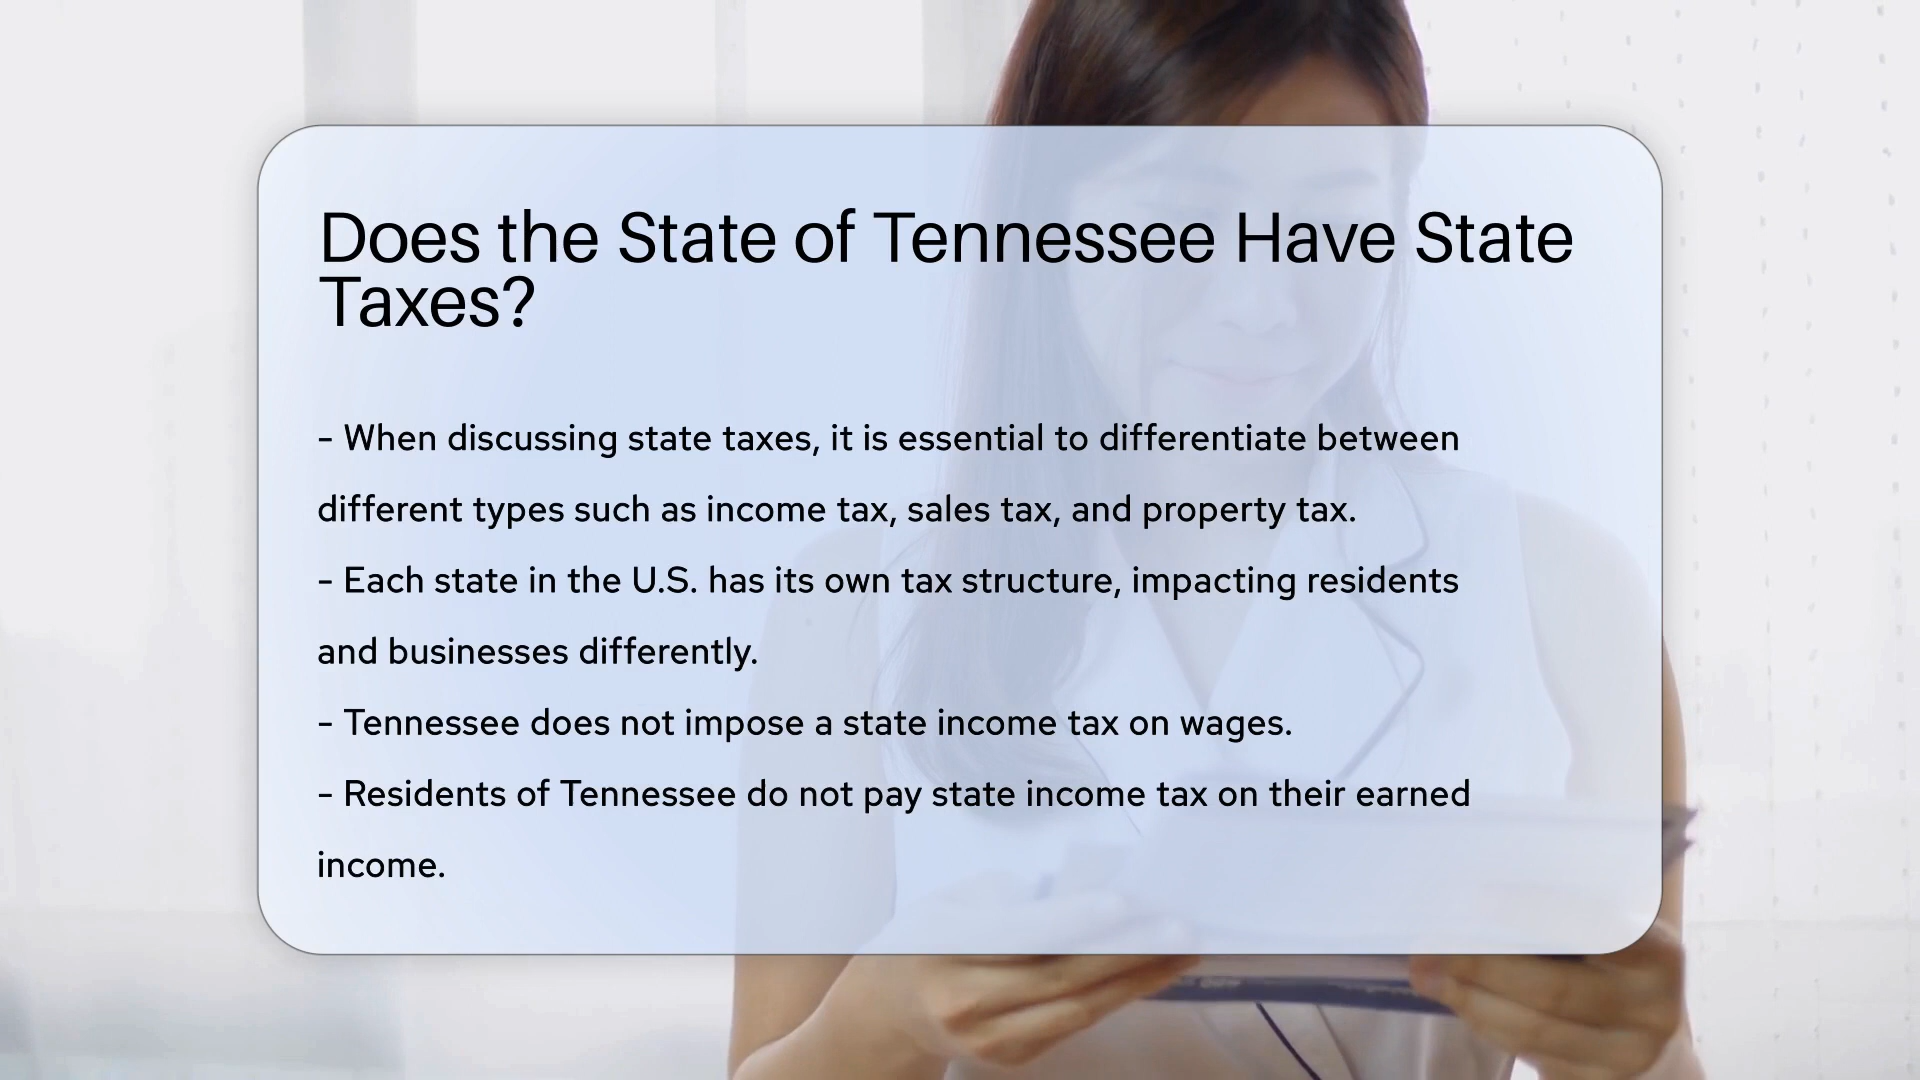 Does the State of Tennessee Have State
Taxes?
- When discussing state taxes, it is essential to differentiate between
different types such as income tax, sales tax, and property tax.
- Each state in the U.S. has its own tax structure, impacting residents
and businesses differently.
- Tennessee does not impose a state income tax on wages.
- Residents of Tennessee do not pay state income tax on their earned
income.